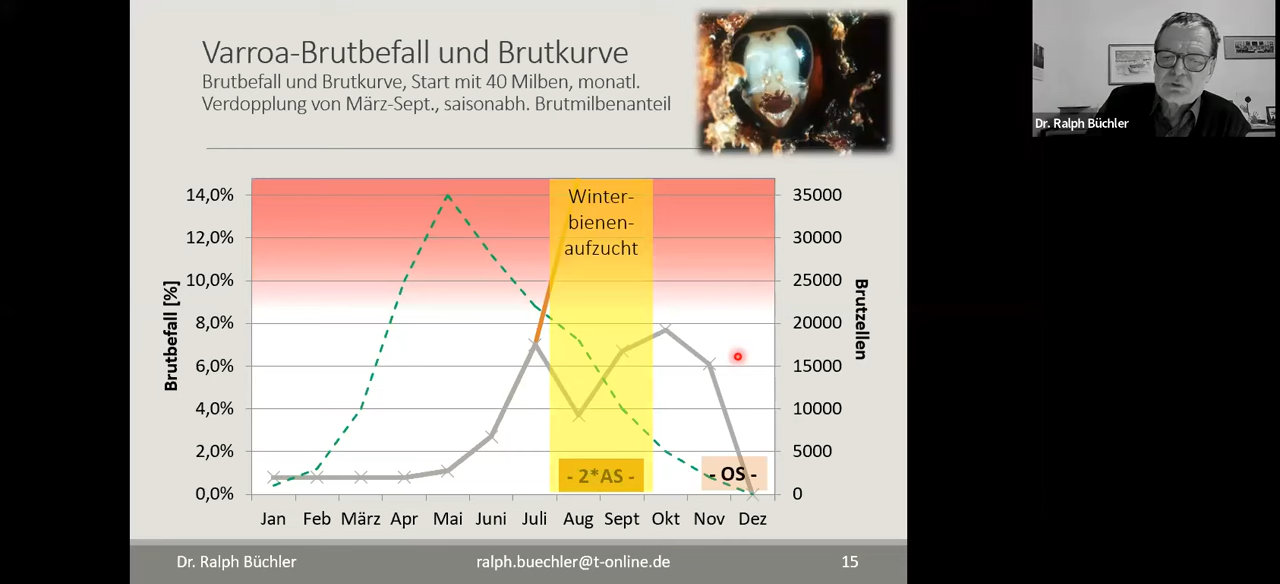 Varroa-Brutbefall und Brutkurve
Brutbefall und Brutkurve, Start mit 40 Milben, monatl.
Verdopplung von März-Sept., saisonabh. Brutmilbenanteil
Dr. Ralph Büchler
Brutbefall [%]
14,0%
12,0%
10,0%
8,0%
6,0%
4,0%
2,0%
0,0%
Winter-
bienen-
aufzucht
- 2*AS -
- OS -
35000
30000
25000
20000
15000
10000
5000
0
Brutzellen
Jan Feb März Apr Mai Juni Juli Aug Sept Okt Nov Dez
Dr. Ralph Büchler ralph.buechler@t-online.de 15